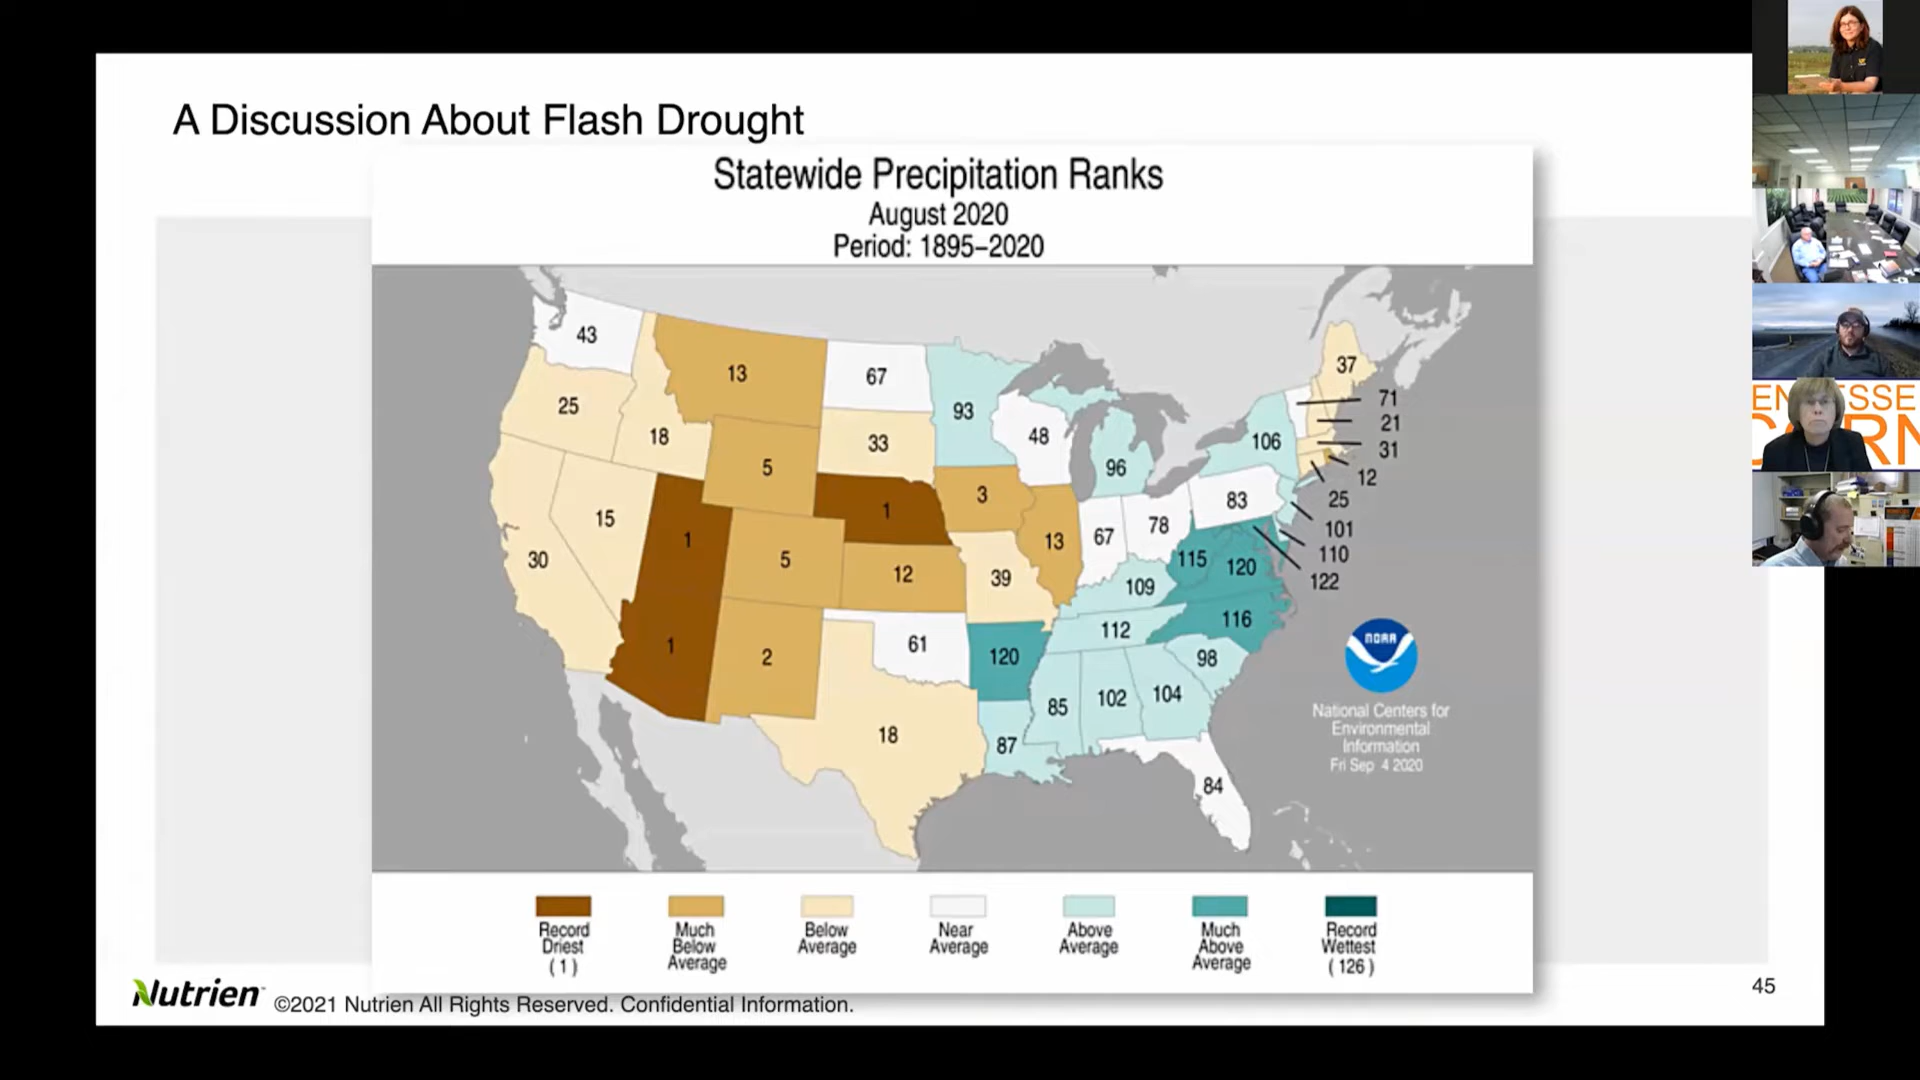 A Discussion About Flash Drought
Statewide Precipitation Ranks
August 2020
Period: 1895–2020
43
13
67
93
48
96
106
37
71
21
31
12
25
101
110
122
25
18
5
33
3
13
67
78
83
115
120
15
30
1
5
1
12
39
109
112
116
98
1
2
61
120
85
102
104
18
87
84
NOAA
National Centers for
Environmental
Information
Fri Sep 4 2020
Record
Driest
(1)
Much
Below
Average
Below
Average
Near
Average
Above
Average
Much
Above
Average
Record
Wettest
(126)
Nutrien
©2021 Nutrien All Rights Reserved. Confidential Information.
45